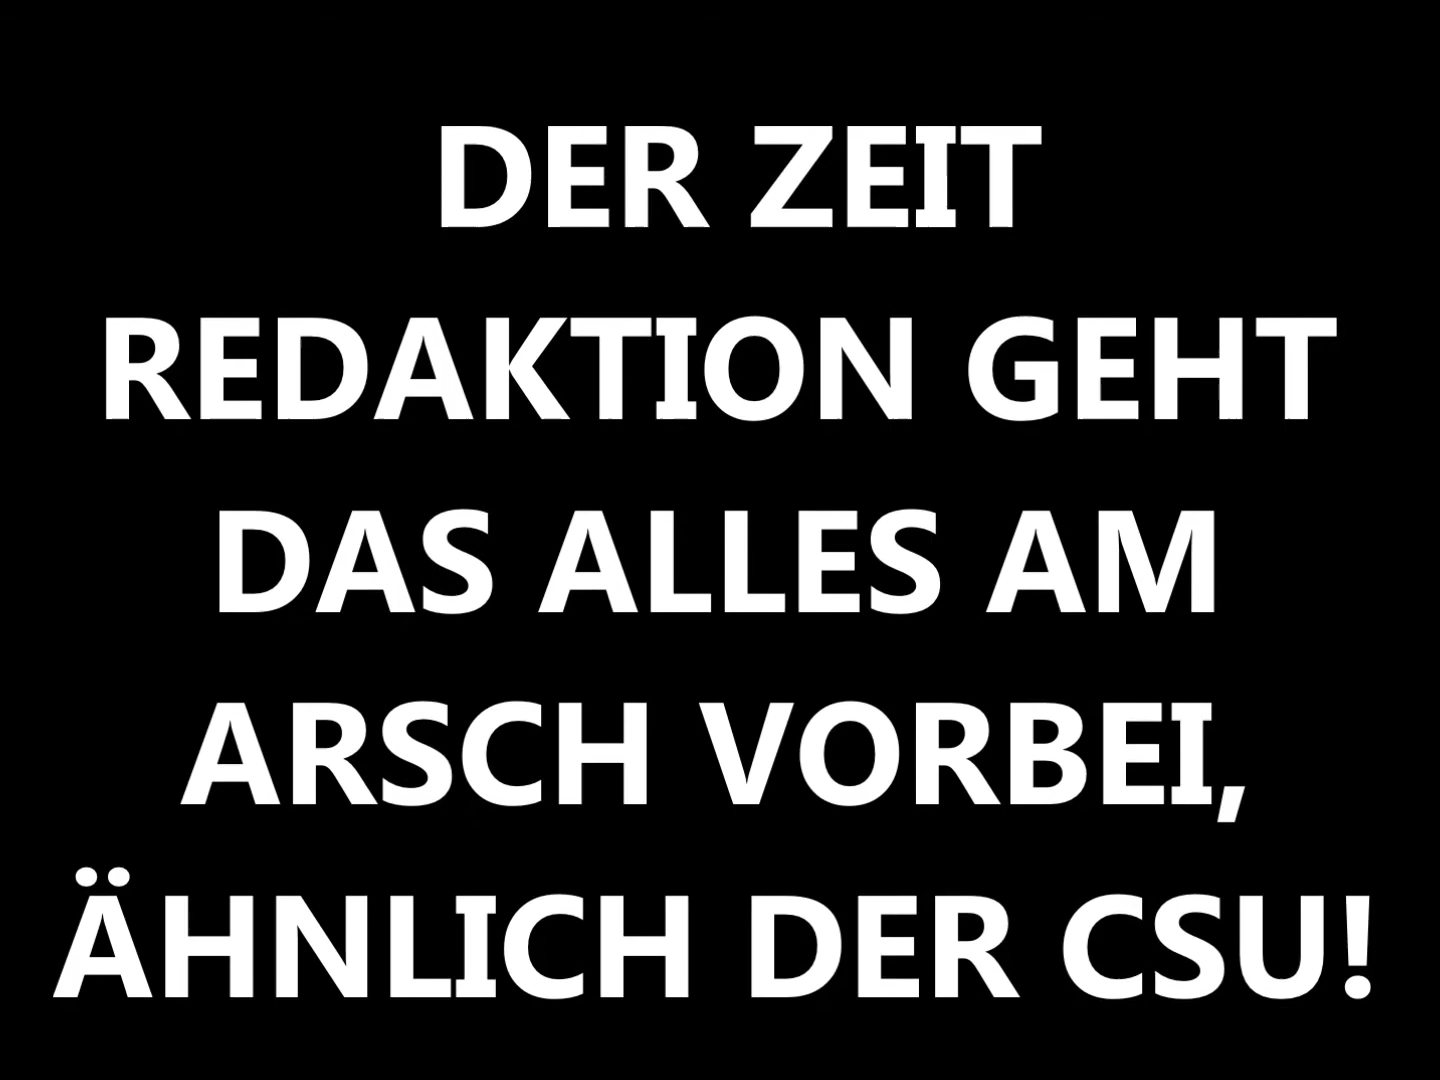 DER ZEIT
REDAKTION GEHT
DAS ALLES AM
ARSCH VORBEI,
ÄHNLICH DER CSU!